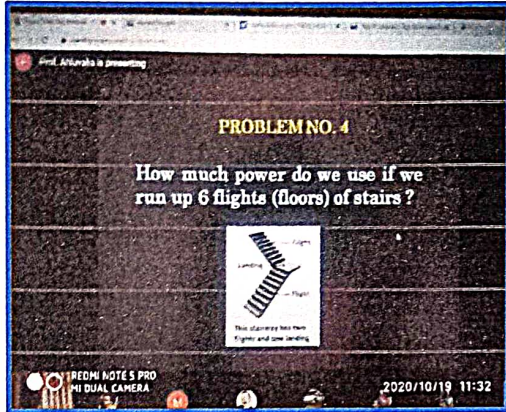 Prof. Ahluvalia is presenting
PROBLEM NO. 4
How much power do we use if we
run up 6 flights (floors) of stairs ?
Flight
Landing
Flight
This stairway has two
flights and one landing
REDMI NOTE 5 PRO
MI DUAL CAMERA
M
2020/10/19 11:32